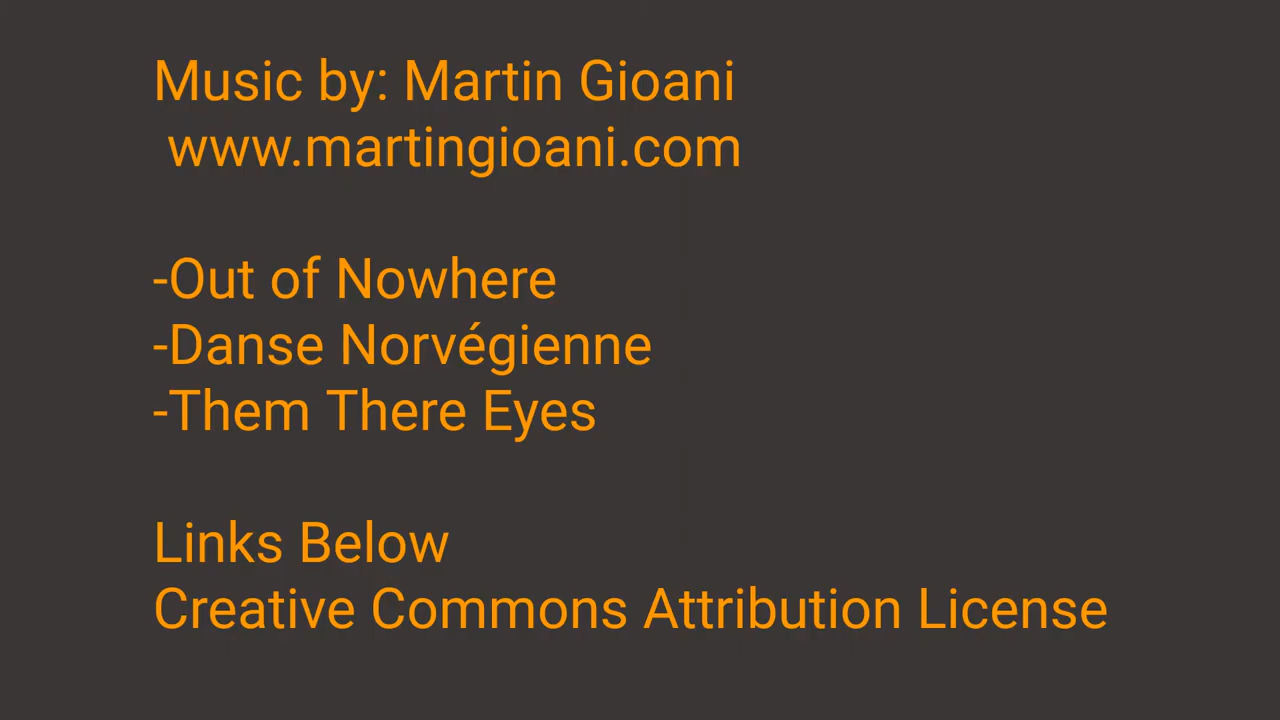 Music by: Martin Gioani
www.martingioani.com
-Out of Nowhere
-Danse Norvégienne
-Them There Eyes
Links Below
Creative Commons Attribution License